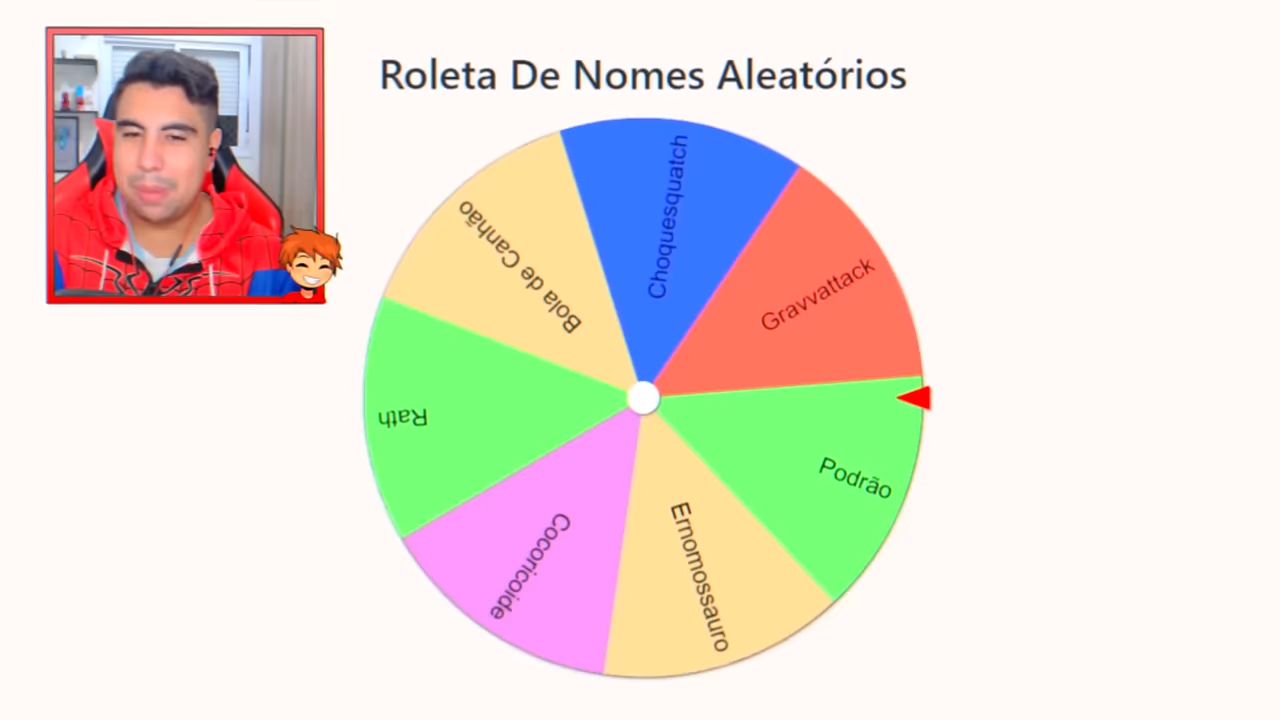 Roleta De Nomes Aleatórios
Choquesquatch
Gravvattack
Podrão
Ernomossauro
Cocoricoide
Rath
Bola de Canhão